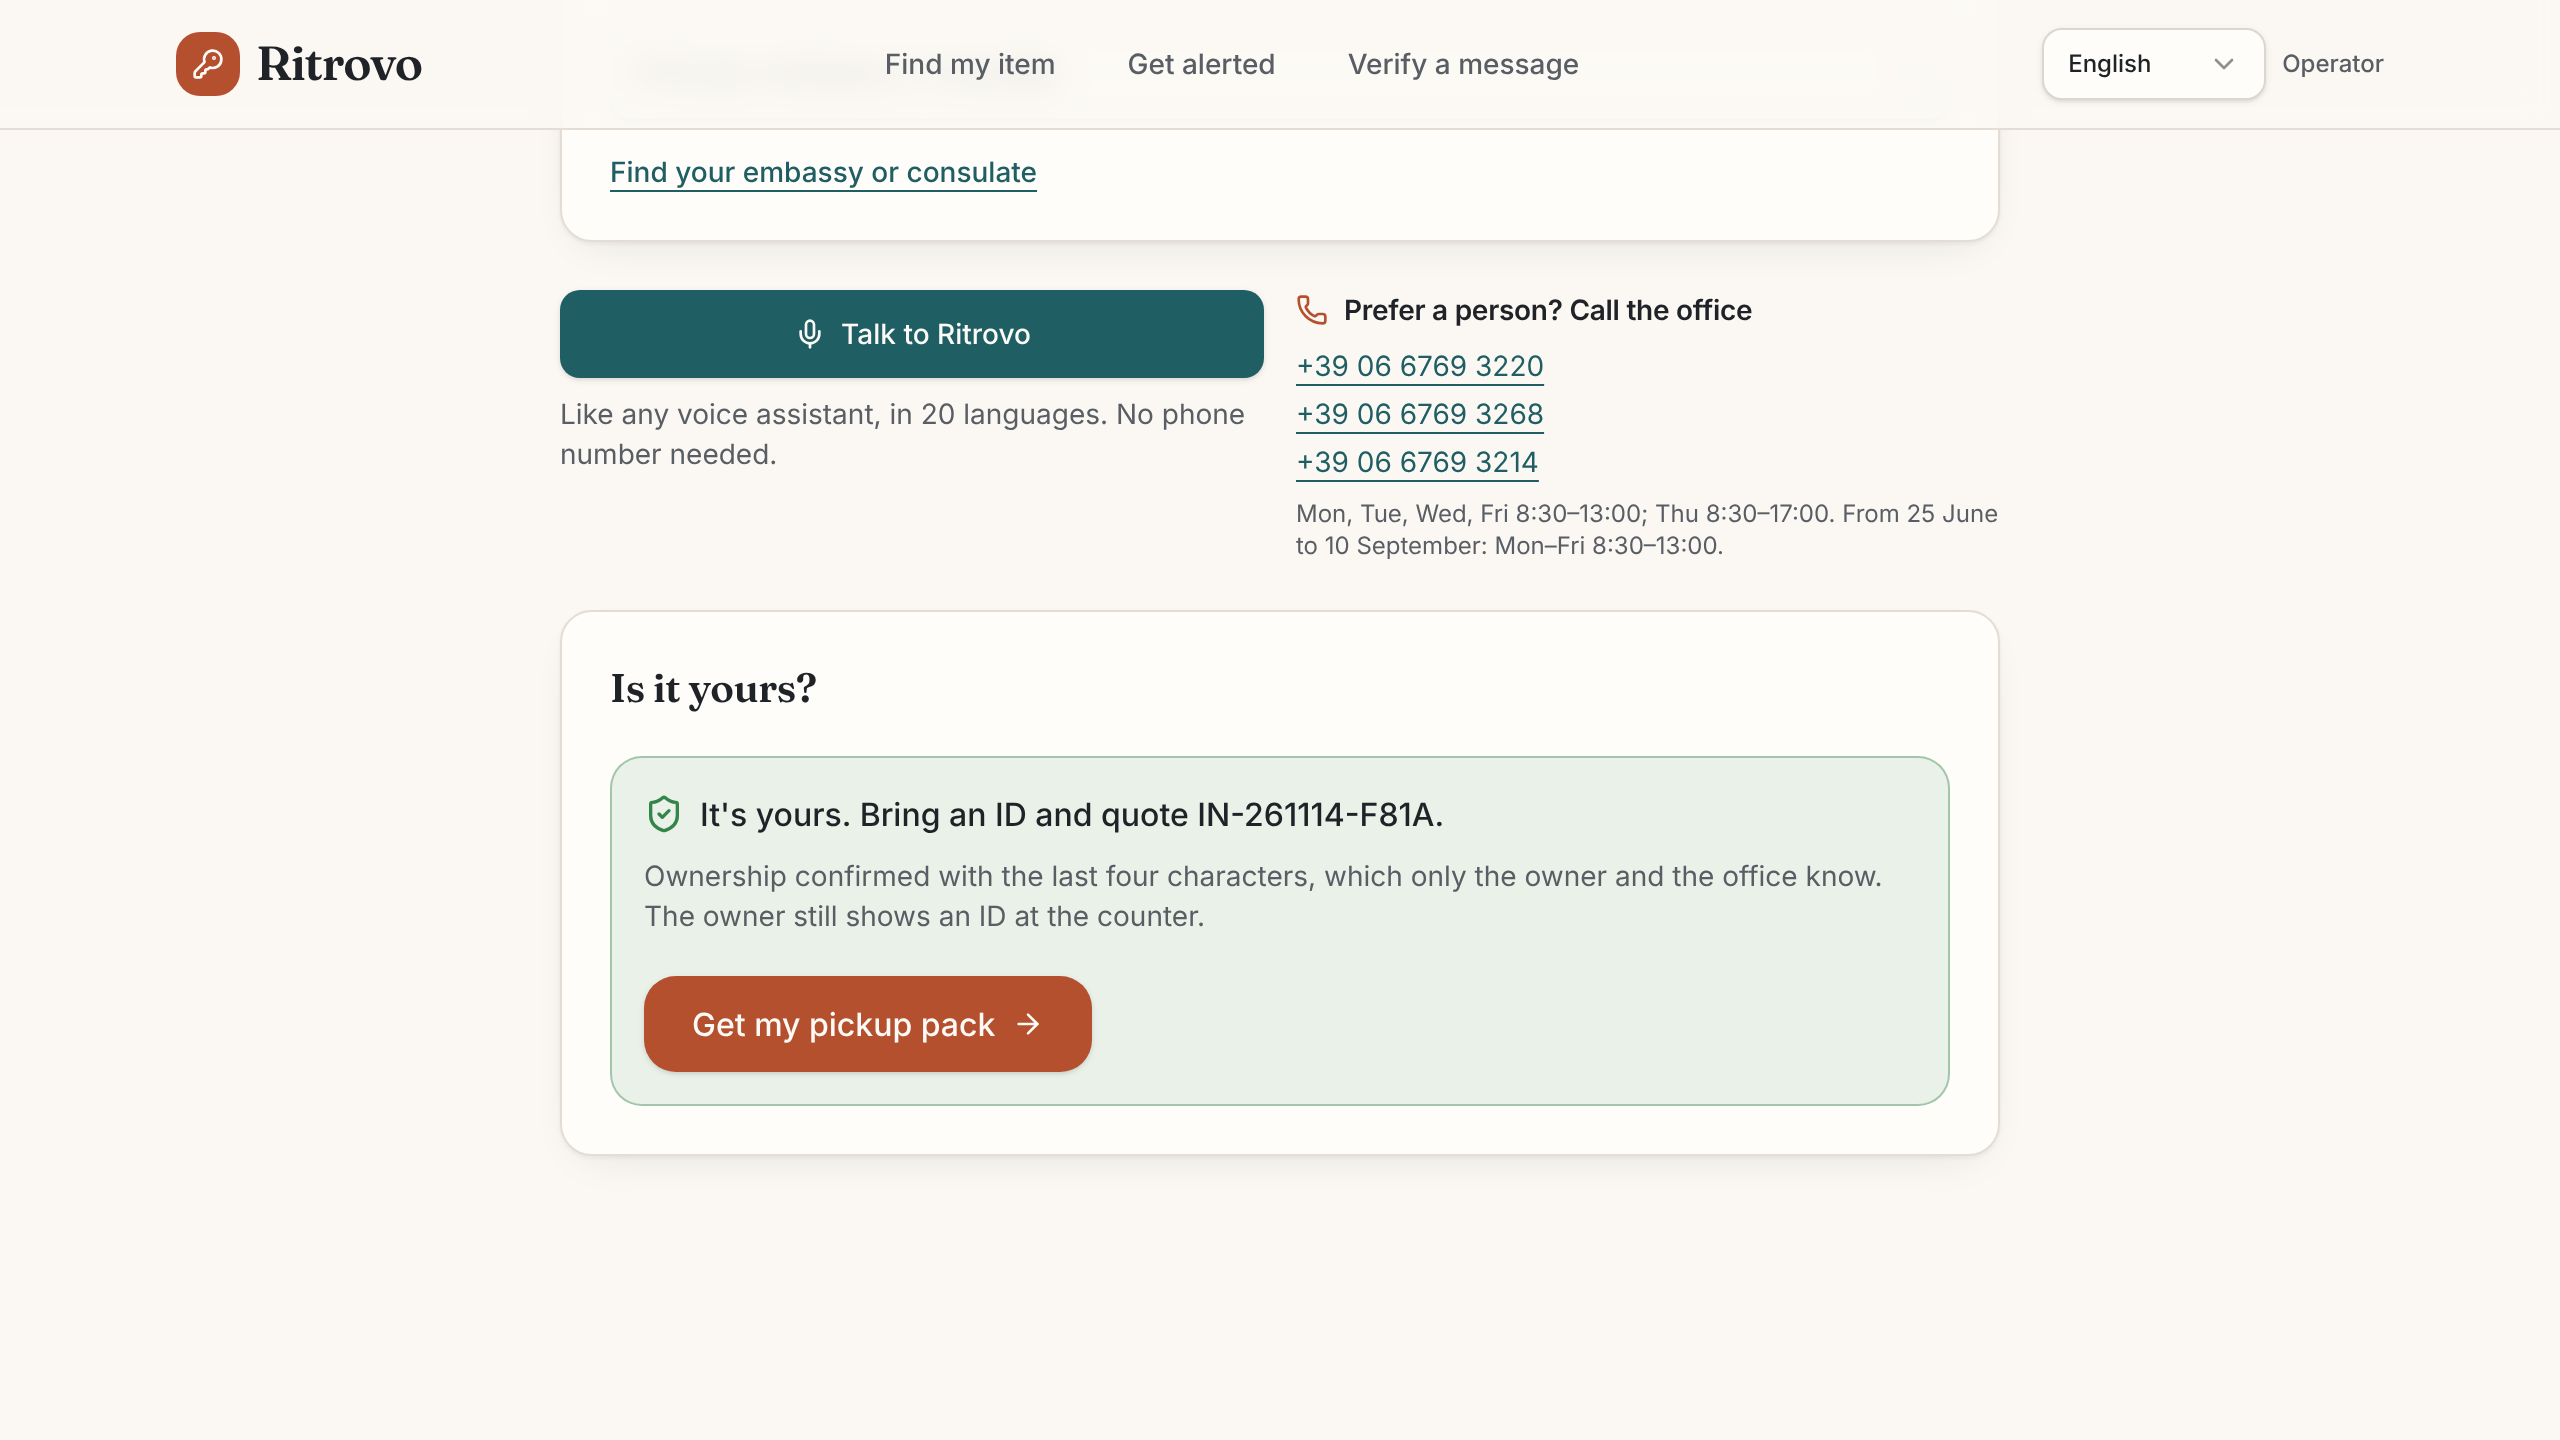 Ritrovo
Find my item
Get alerted
Verify a message
English
Operator
Find your embassy or consulate
Talk to Ritrovo
Like any voice assistant, in 20 languages. No phone
number needed.
Prefer a person? Call the office
+39 06 6769 3220
+39 06 6769 3268
+39 06 6769 3214
Mon, Tue, Wed, Fri 8:30–13:00; Thu 8:30–17:00. From 25 June
to 10 September: Mon–Fri 8:30–13:00.
Is it yours?
It's yours. Bring an ID and quote IN-261114-F81A.
Ownership confirmed with the last four characters, which only the owner and the office know.
The owner still shows an ID at the counter.
Get my pickup pack